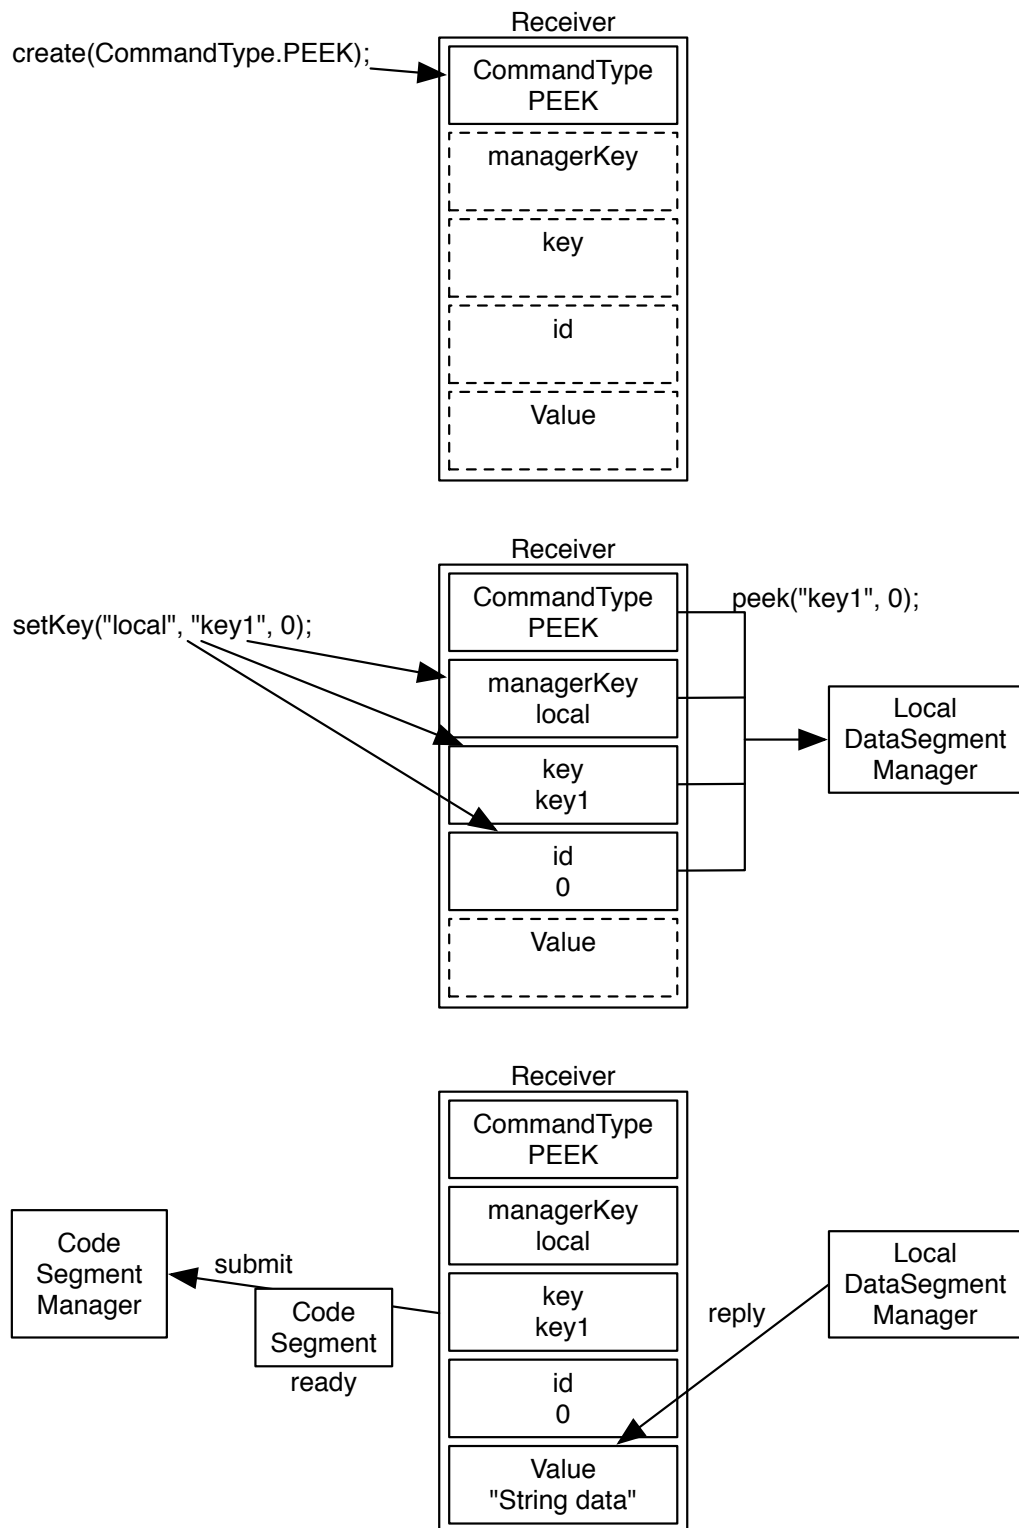 Receiver
create(CommandType.PEEK);
CommandType
PEEK
managerKey
key
id
Value
Receiver
CommandType
PEEK
peek("key1", 0);
setKey("local", "key1", 0);
managerKey
local
Local
DataSegment
Manager
key
key1
id
0
Value
Receiver
CommandType
PEEK
managerKey
local
Code
Segment
Manager
submit
Local
DataSegment
Manager
Code
Segment
ready
key
key1
reply
id
0
Value
"String data"